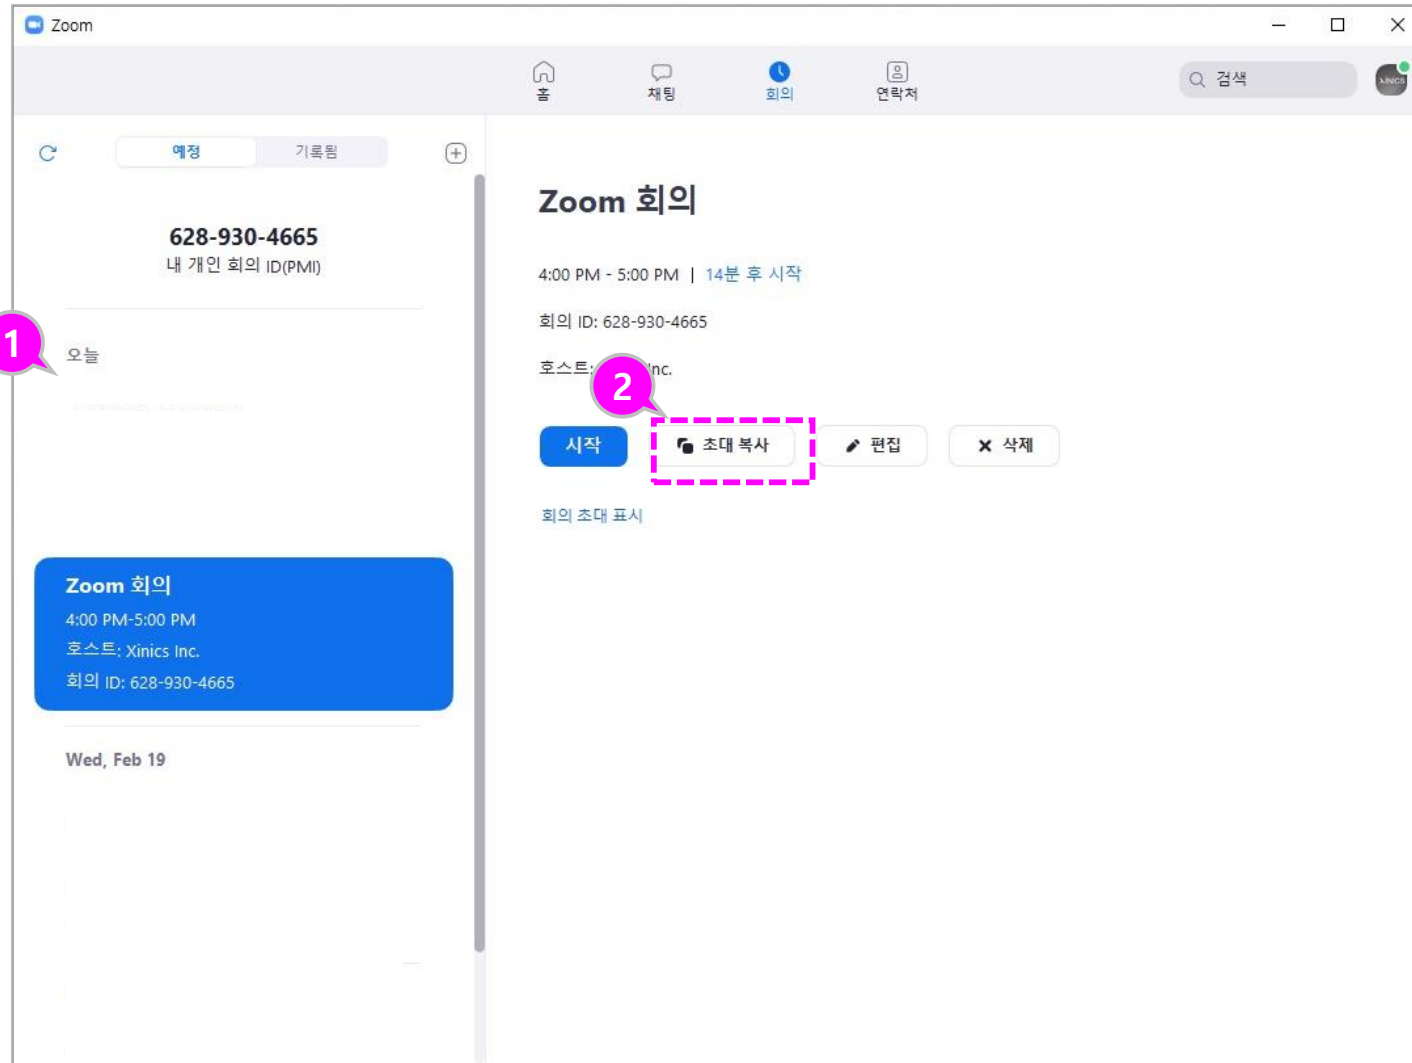 Zoom
홈
채팅
회의
연락처
검색
XINICS
예정
기록됨
628-930-4665
내 개인 회의 ID(PMI)
1
오늘
Zoom 회의
4:00 PM-5:00 PM
호스트: Xinics Inc.
회의 ID: 628-930-4665
Wed, Feb 19
Zoom 회의
4:00 PM - 5:00 PM | 14분 후 시작
회의 ID: 628-930-4665
호스트: Inc.
2
시작
초대 복사
편집
삭제
회의 초대 표시